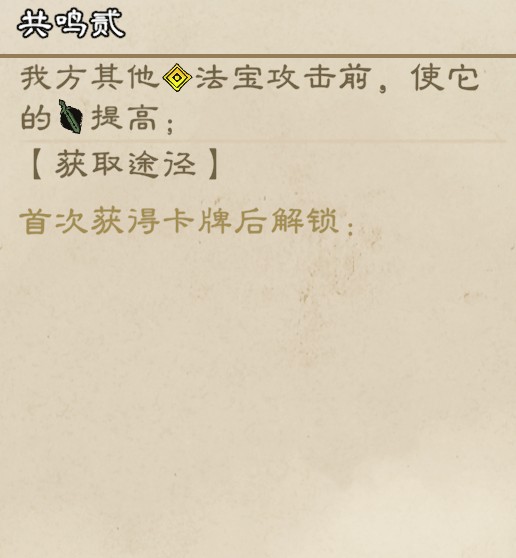 共鸣贰
我方其他法宝攻击前，使它
的提高；
【获取途径】
首次获得卡牌后解锁：